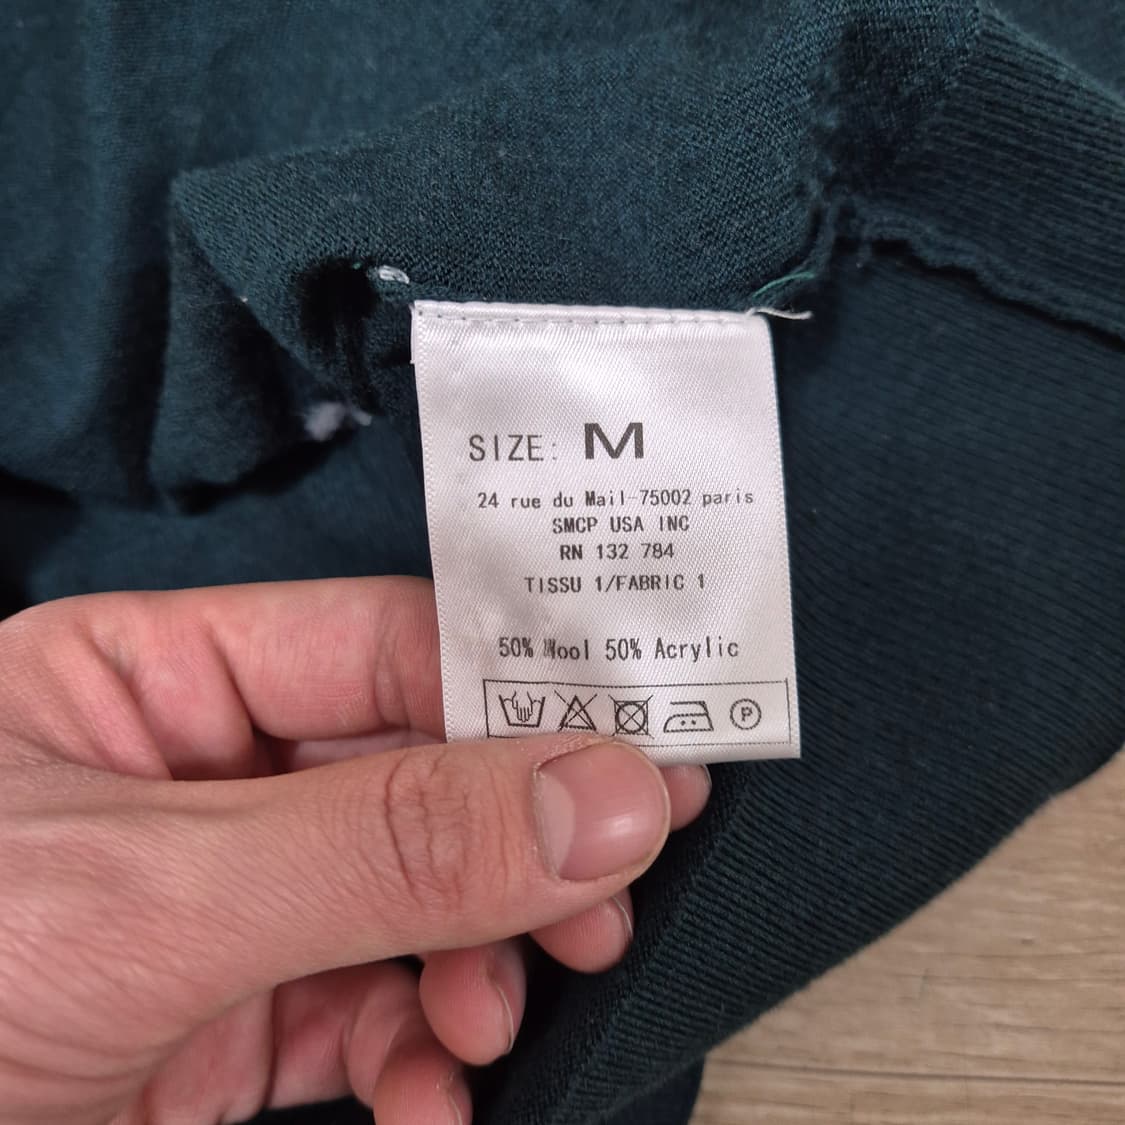 SIZE: M
24 rue du Mail-75002 paris
SMCP USA INC
RN 132 784
TISSU 1/FABRIC 1
50% Wool 50% Acrylic
P